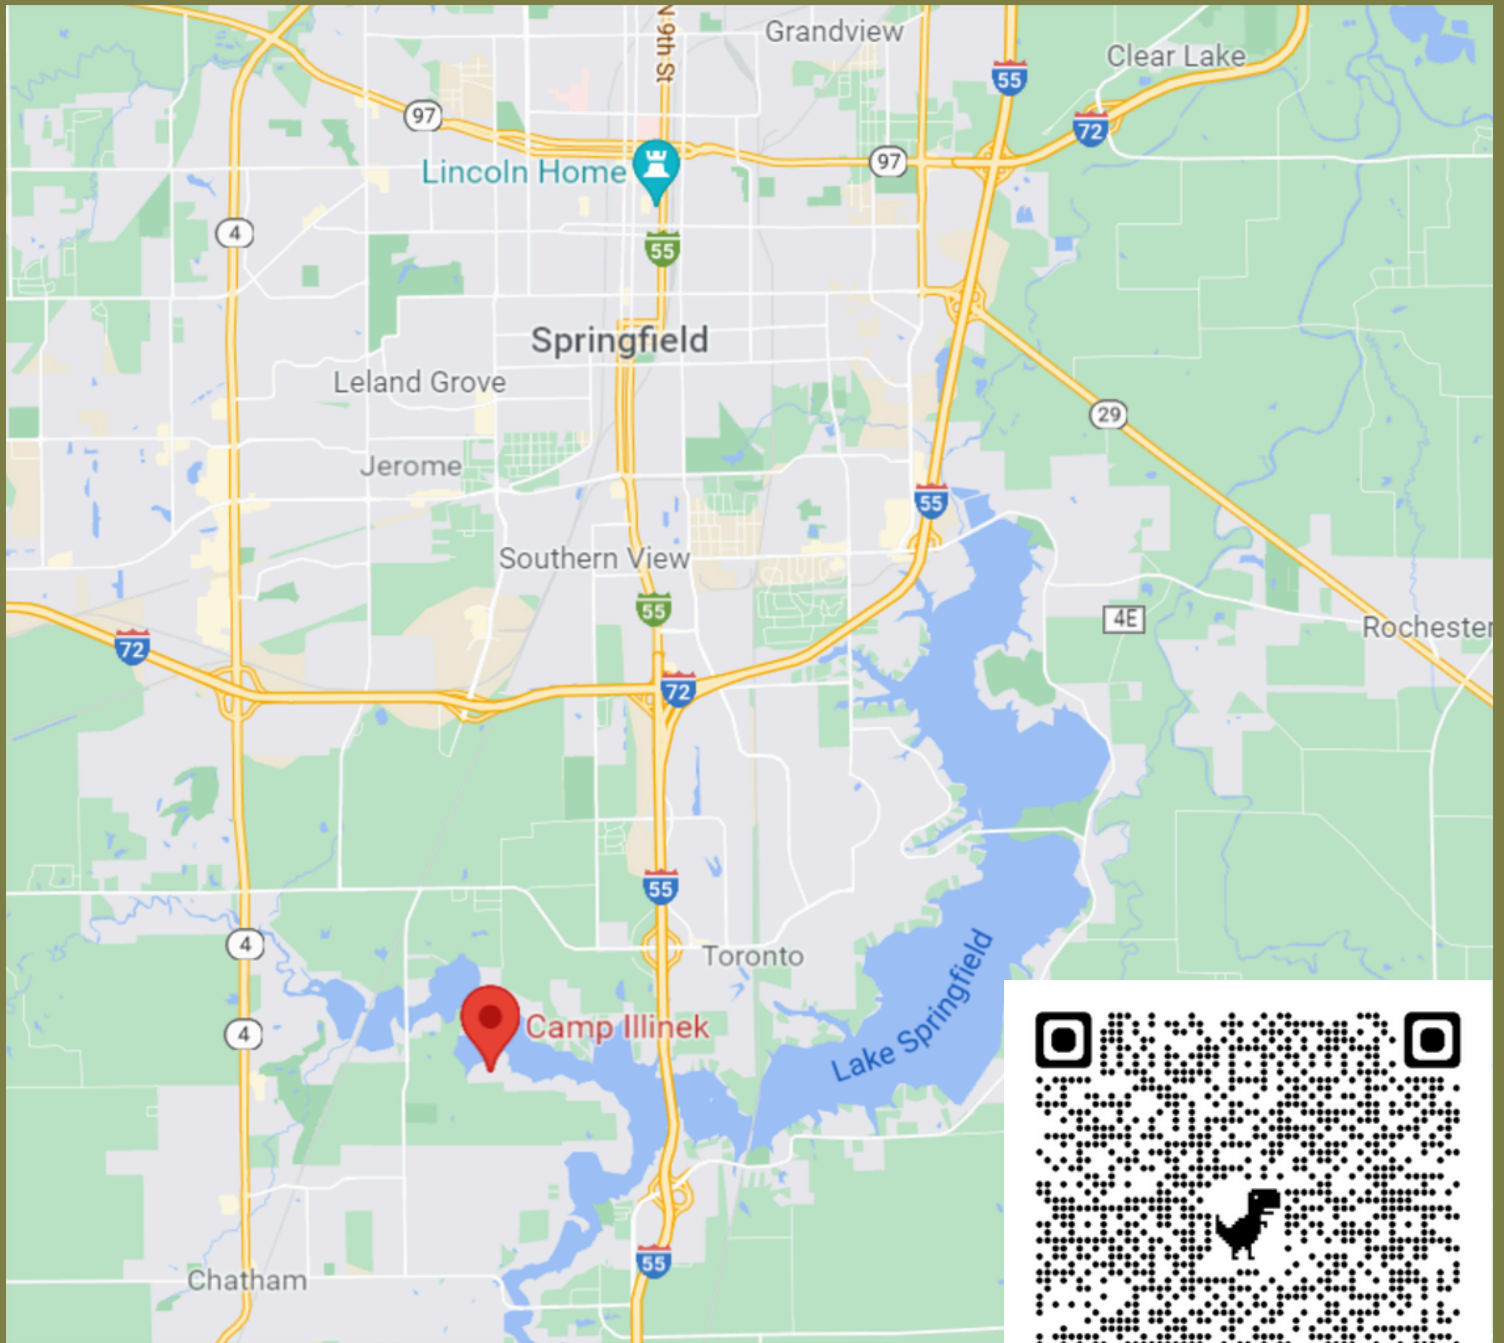 N 9th St
Grandview
Clear Lake
55
72
97
97
Lincoln Home
4
55
Springfield
Leland Grove
29
Jerome
55
Southern View
55
4E
Rochester
72
72
55
4
Toronto
Lake Springfield
Camp Illinek
4
55
Chatham